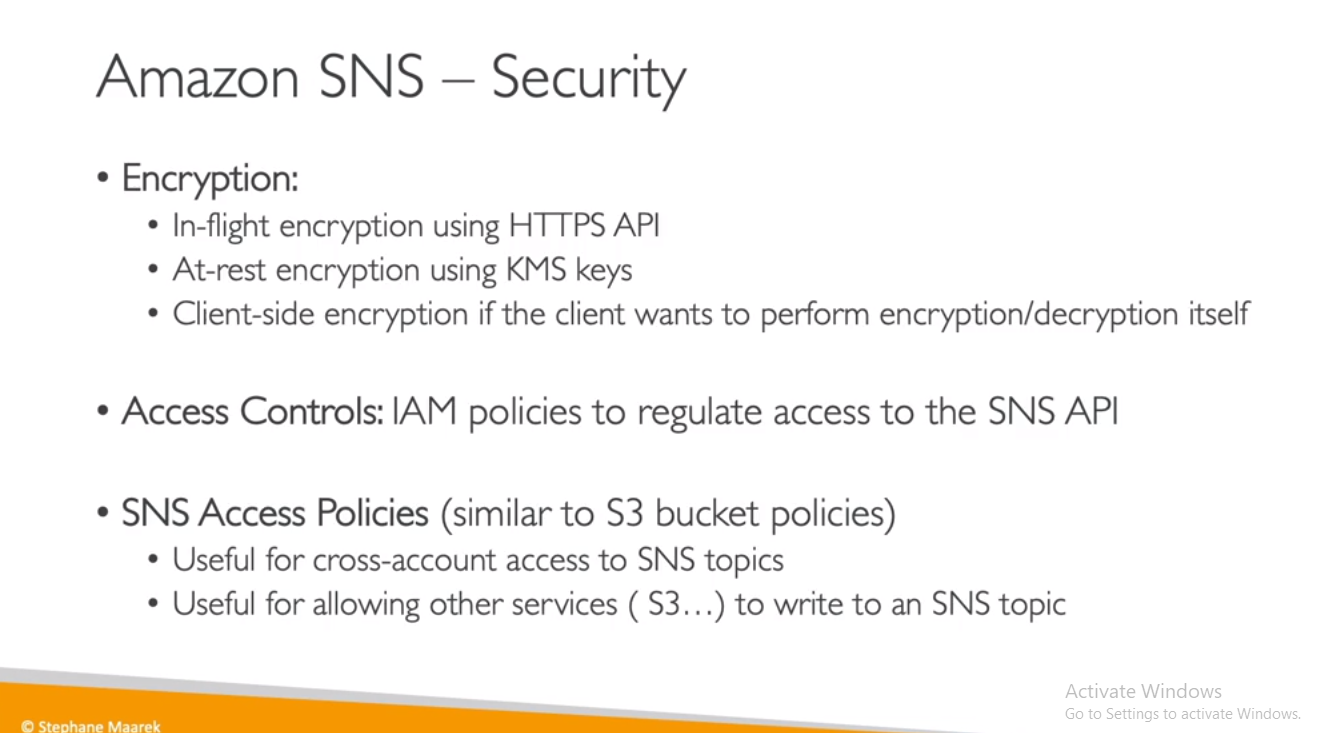 Amazon SNS – Security
• Encryption:
• In-flight encryption using HTTPS API
• At-rest encryption using KMS keys
• Client-side encryption if the client wants to perform encryption/decryption itself
• Access Controls: IAM policies to regulate access to the SNS API
• SNS Access Policies (similar to S3 bucket policies)
• Useful for cross-account access to SNS topics
• Useful for allowing other services ( S3…) to write to an SNS topic
Activate Windows
Go to Settings to activate Windows.
© Stephane Maarek